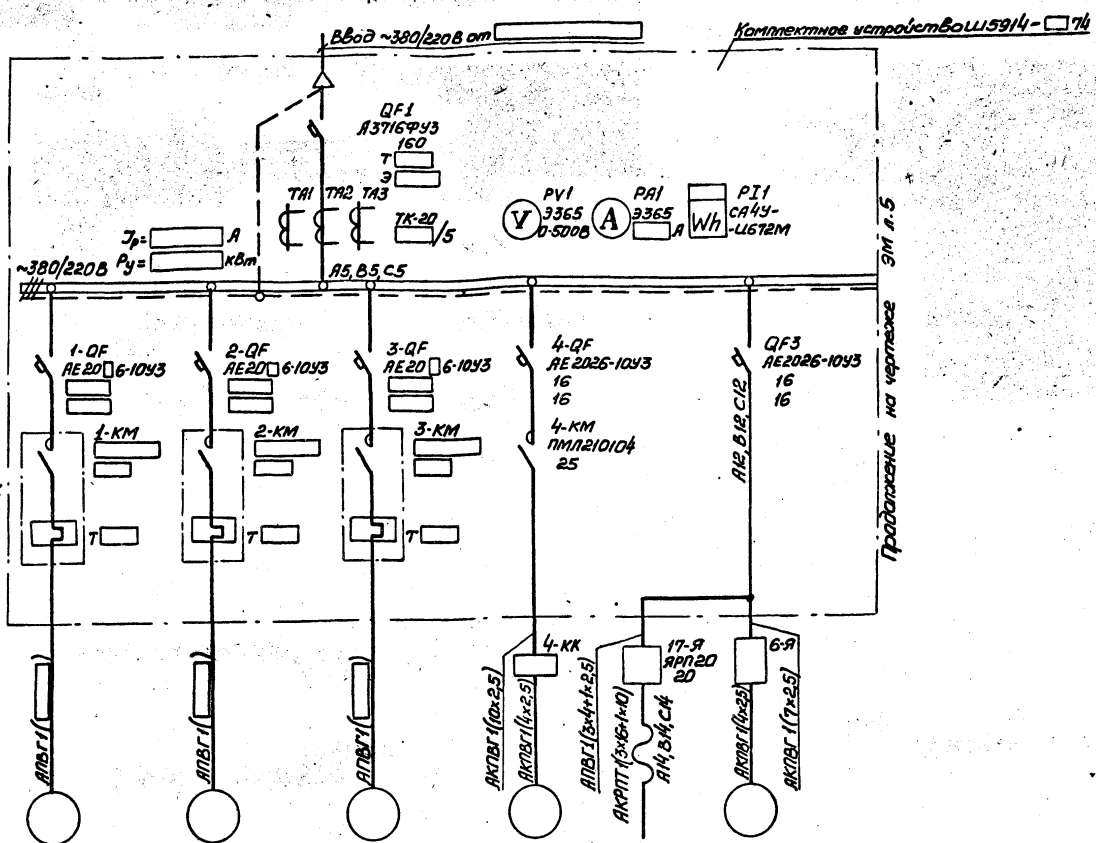 Ввод ~380/220В от
Комплектное устройство Ш5914-□74
QF1
А3716ФУ3
160
Т
Э
ТА1 ТА2 ТА3
ТК-20
/5
PV1
Э365
0-500В
V
PA1
Э365
А
A
PI1
СА4У-
-И672М
Wh
Iр= А
Ру= кВт
~380/220В
А5, В5, С5
1-QF
АЕ20□6-10У3
2-QF
АЕ20□6-10У3
3-QF
АЕ20□6-10У3
4-QF
АЕ2026-10У3
16
16
QF3
АЕ2026-10У3
16
16
1-КМ
2-КМ
3-КМ
4-КМ
ПМЛ210104
25
Т
Т
Т
А12, В12, С12
Продолжение на чертеже ЭМ л.5
4-КК
17-Я
ЯРП20
20
6-Я
АПВГ1( )
АПВГ1( )
АПВГ1( )
АКПВГ1(10х2,5)
АКПВГ1(4х2,5)
АПВГ1(3х4+1х2,5)
АКРПТ1(3х16+1х10)
А14, В14, С14
АКПВГ1(4х2,5)
АКПВГ1(7х2,5)